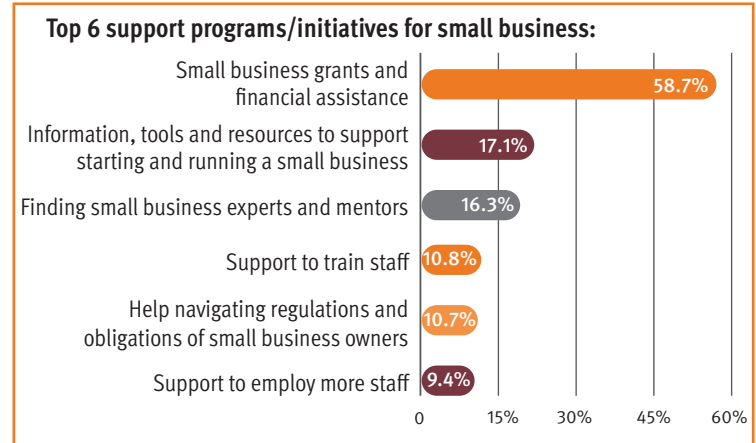 Top 6 support programs/initiatives for small business:
Small business grants and
financial assistance
58.7%
Information, tools and resources to support
starting and running a small business
17.1%
Finding small business experts and mentors
16.3%
Support to train staff
10.8%
Help navigating regulations and
obligations of small business owners
10.7%
Support to employ more staff
9.4%
0 15% 30% 45% 60%